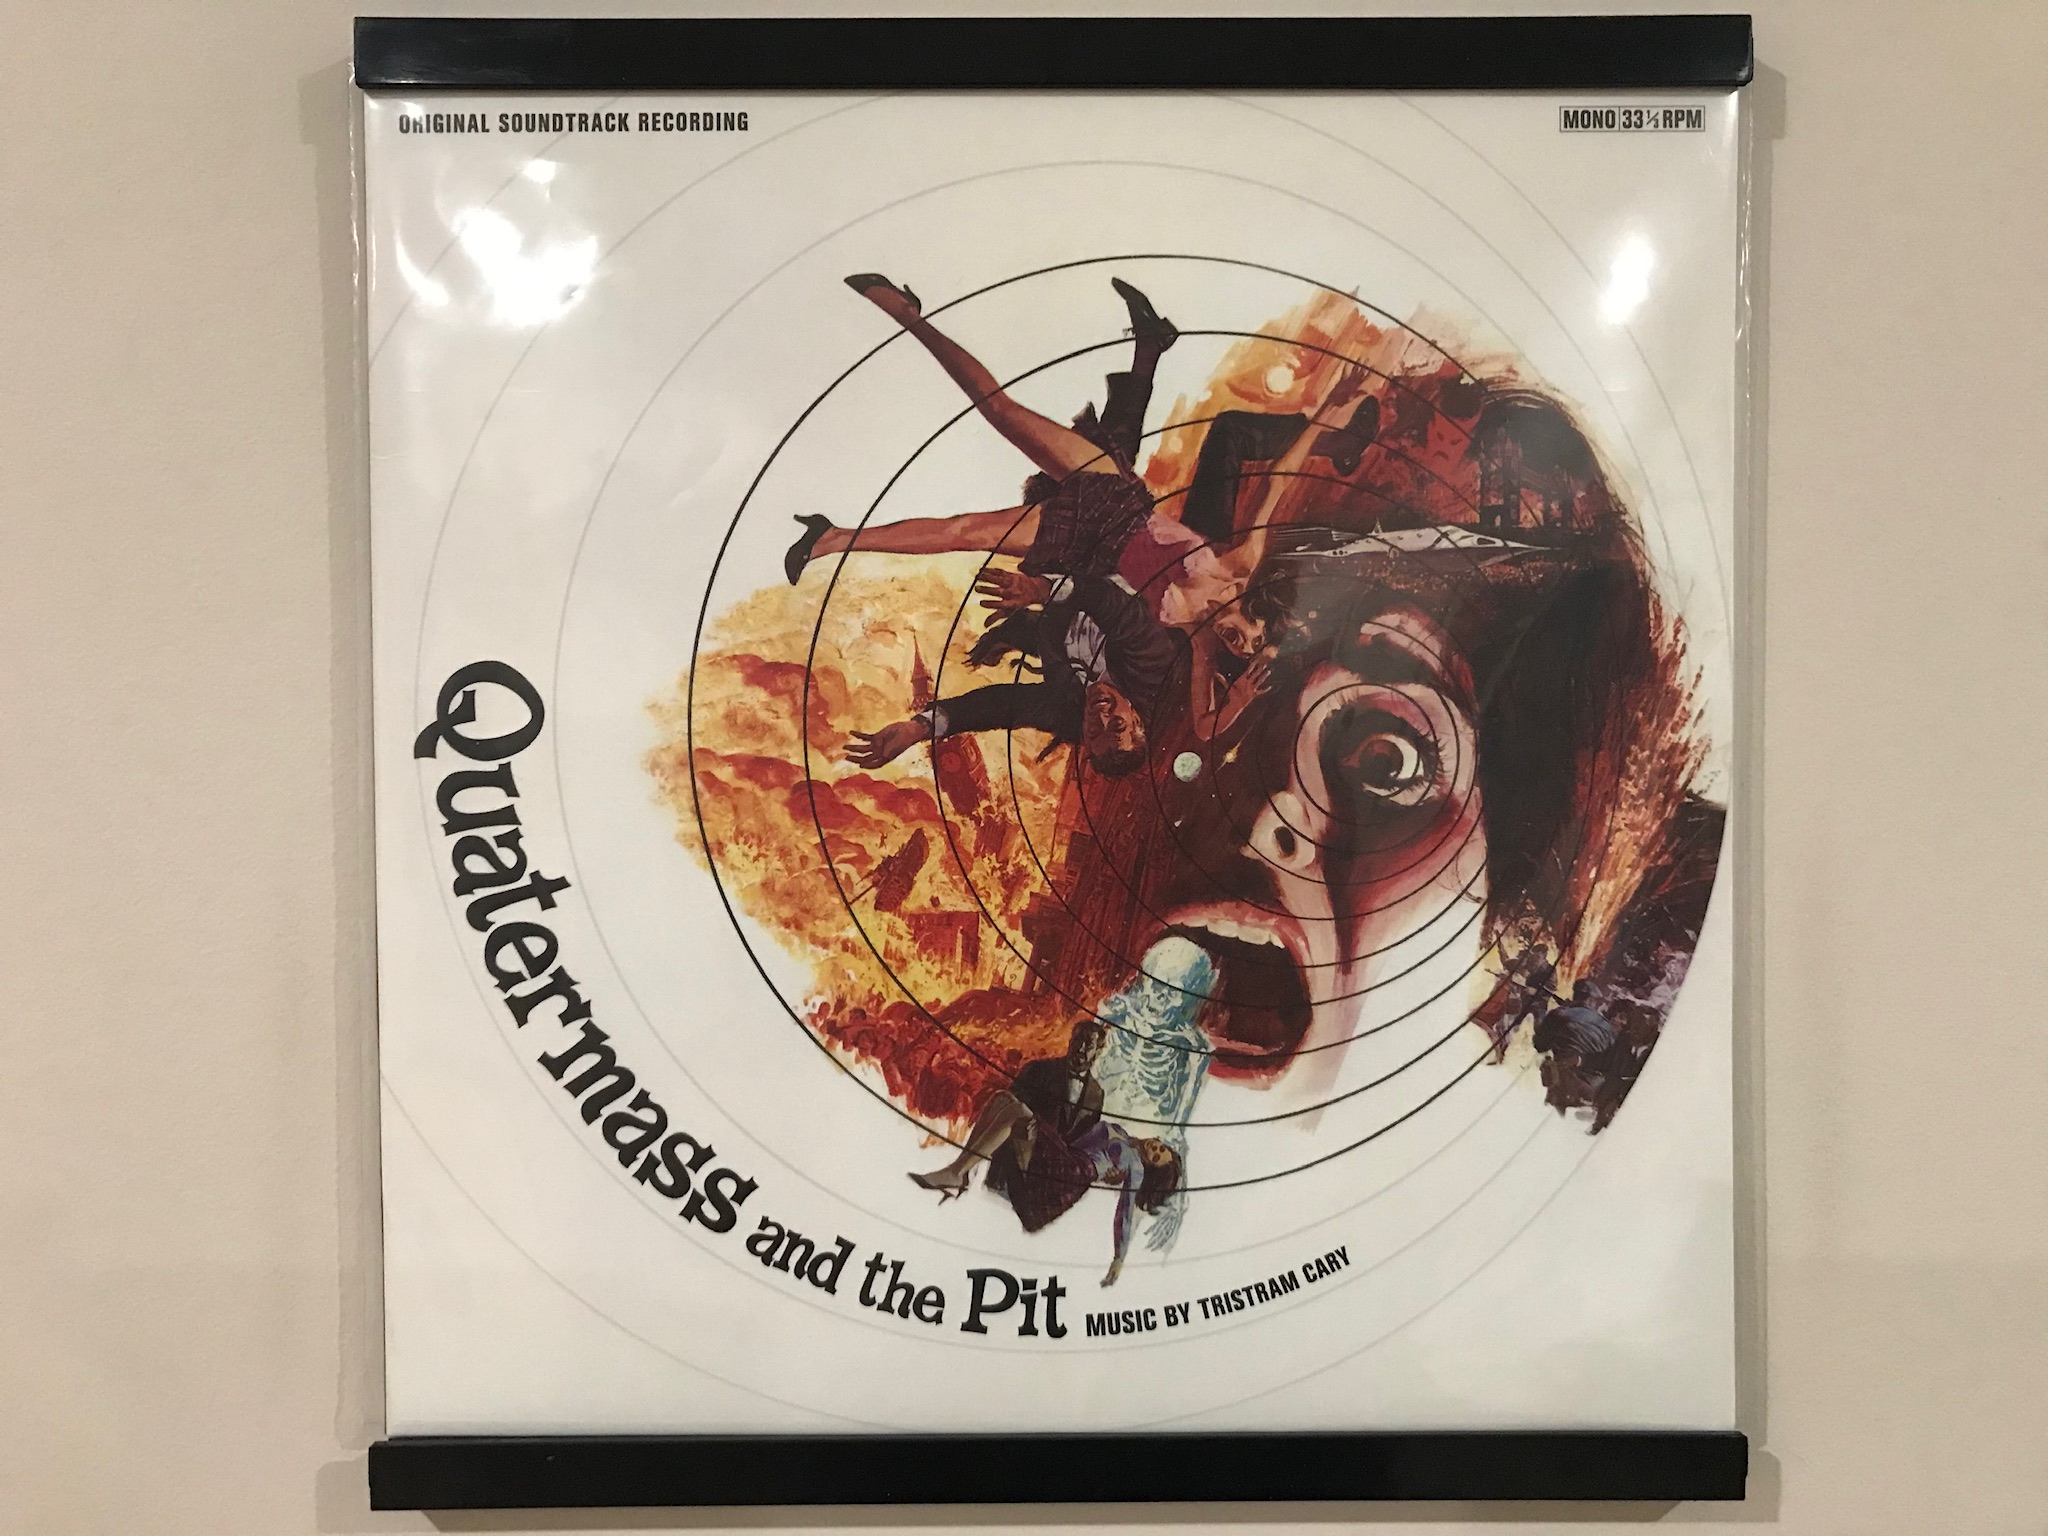 ORIGINAL SOUNDTRACK RECORDING
MONO 33⅓ RPM
Quatermass and the Pit
MUSIC BY TRISTRAM CARY